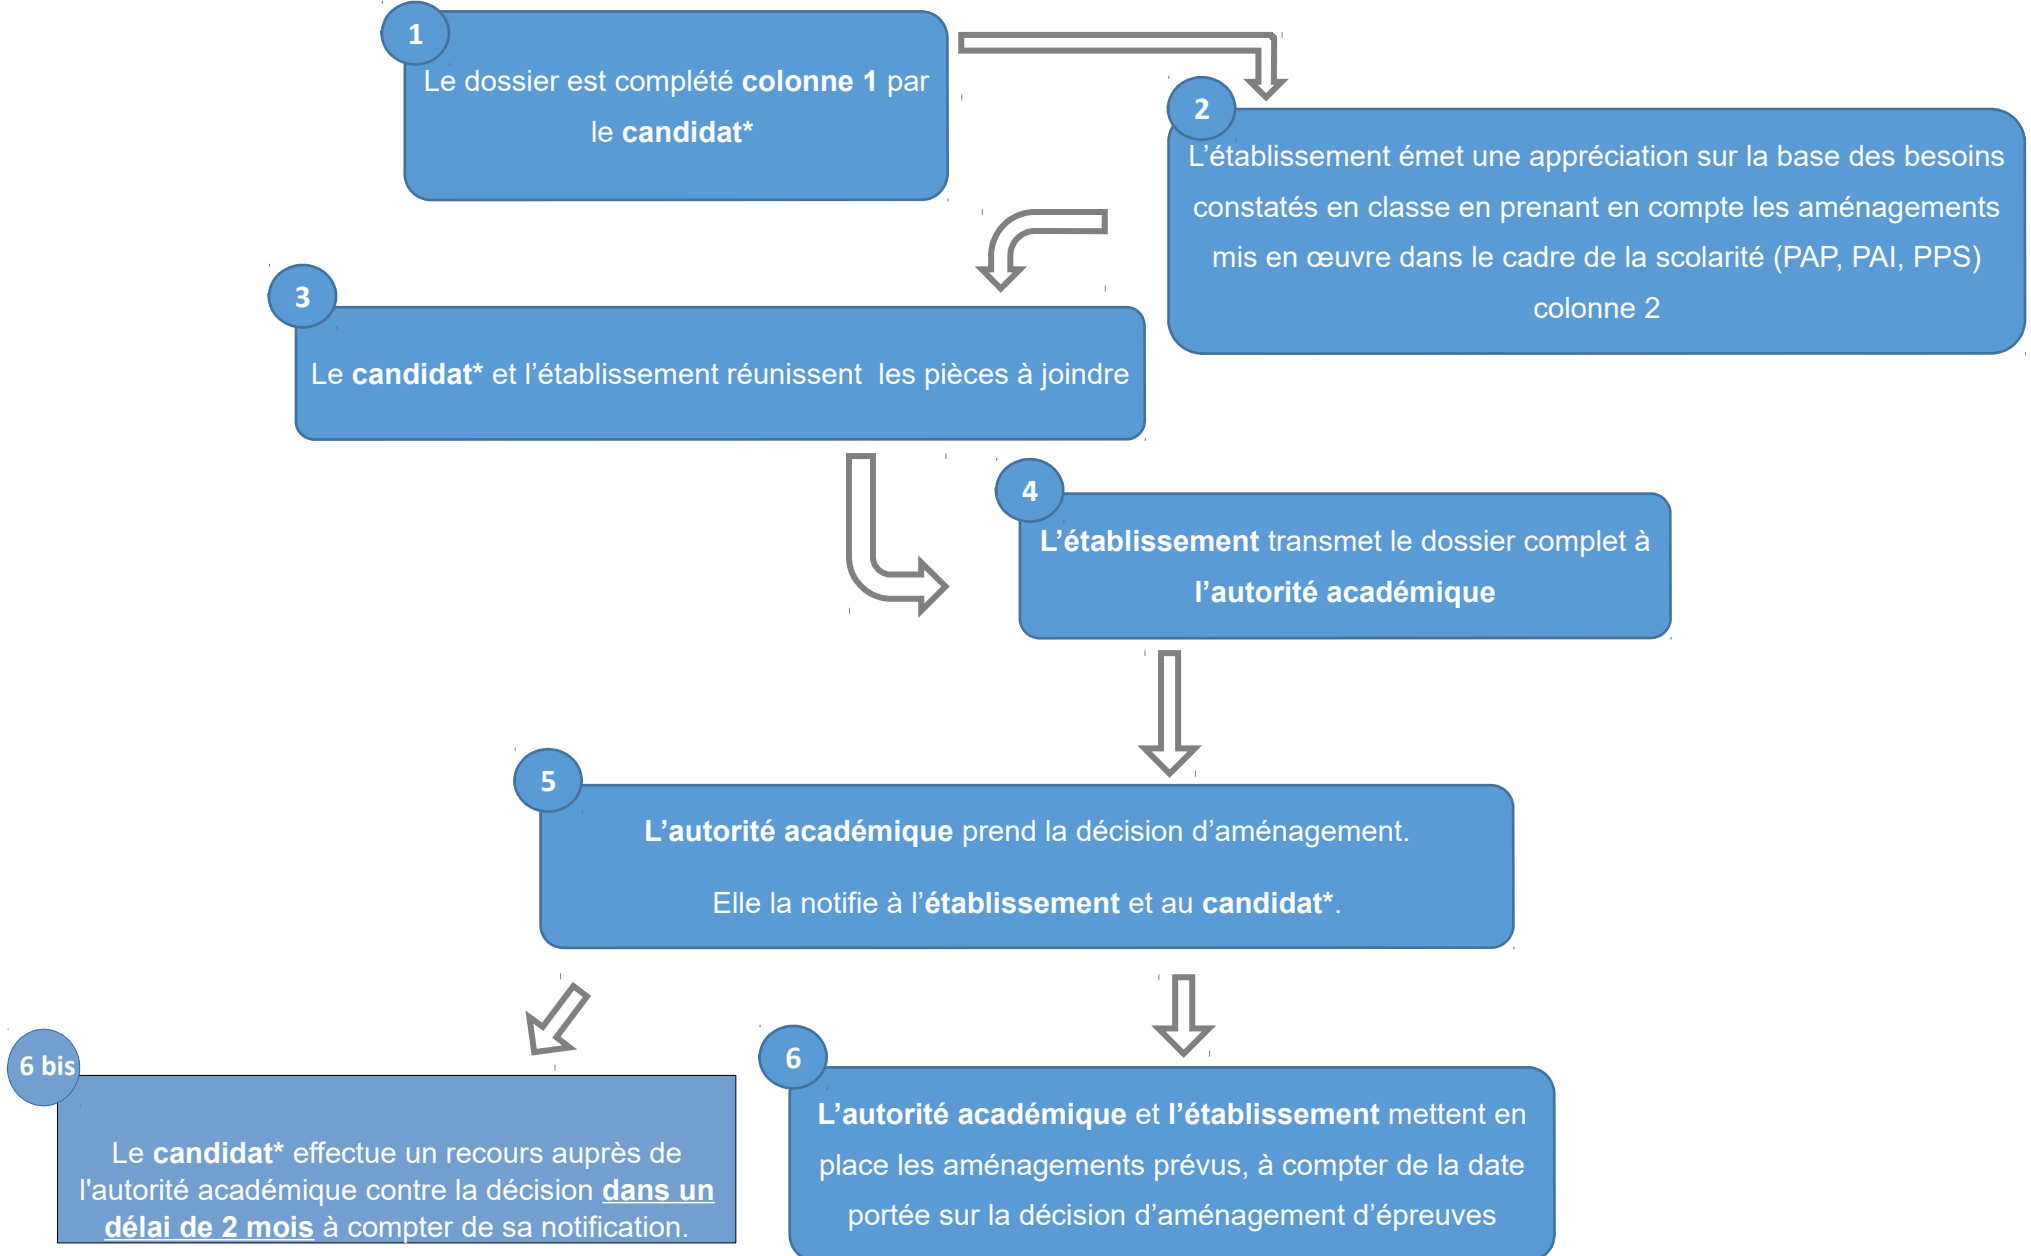 1
Le dossier est complété colonne 1 par
le candidat*
2
L’établissement émet une appréciation sur la base des besoins
constatés en classe en prenant en compte les aménagements
mis en œuvre dans le cadre de la scolarité (PAP, PAI, PPS)
colonne 2
3
Le candidat* et l’établissement réunissent  les pièces à joindre
4
L’établissement transmet le dossier complet à
l’autorité académique
5
L’autorité académique prend la décision d’aménagement.
Elle la notifie à l’établissement et au candidat*.
6 bis
Le candidat* effectue un recours auprès de
l'autorité académique contre la décision dans un
délai de 2 mois à compter de sa notification.
6
L’autorité académique et l’établissement mettent en
place les aménagements prévus, à compter de la date
portée sur la décision d’aménagement d’épreuves